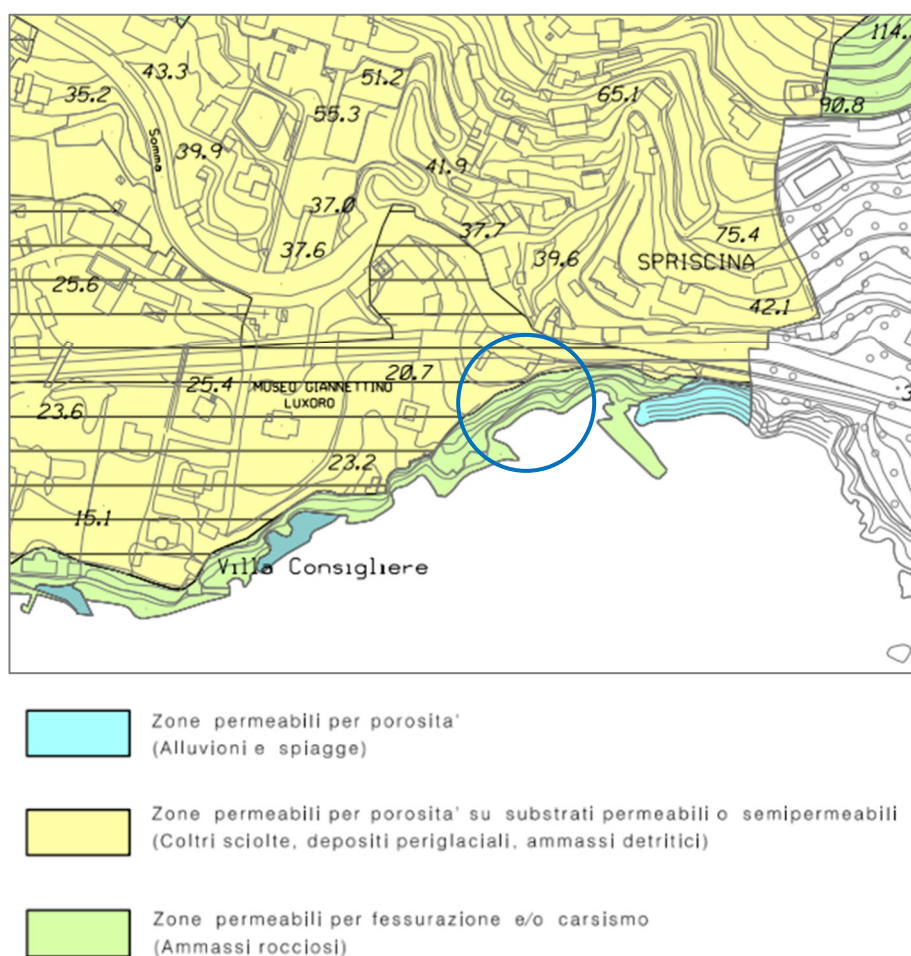 114.
43.3
51.2
35.2
65.1
90.8
55.3
Somma
39.9
41.9
37.0
37.7
75.4
37.6
39.6
SPRISCINA
25.6
42.1
20.7
25.4
MUSEO GIANNETTINO
LUXORO
3
23.6
23.2
15.1
Villa Consigliere
Zone permeabili per porosita'
(Alluvioni e spiagge)
Zone permeabili per porosita' su substrati permeabili o semipermeabili
(Coltri sciolte, depositi periglaciali, ammassi detritici)
Zone permeabili per fessurazione e/o carsismo
(Ammassi rocciosi)